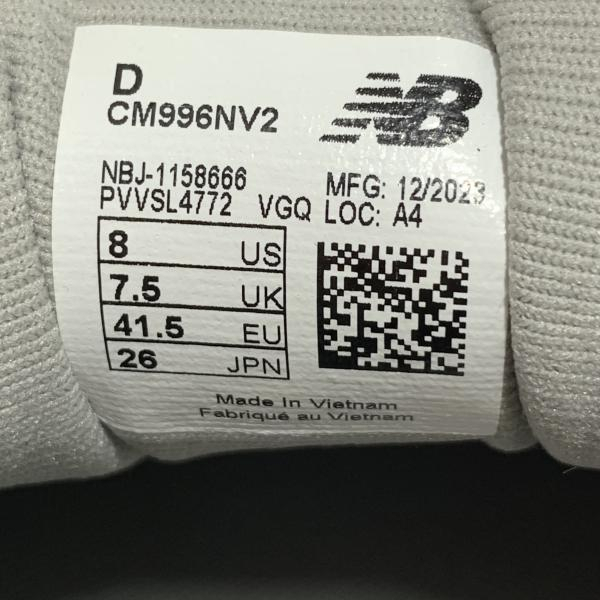 D
CM996NV2
NB
NBJ-1158666
PVVSL4772 VGQ
MFG: 12/2023
LOC: A4
8 US
7.5 UK
41.5 EU
26 JPN
Made In Vietnam
Fabriqué au Vietnam